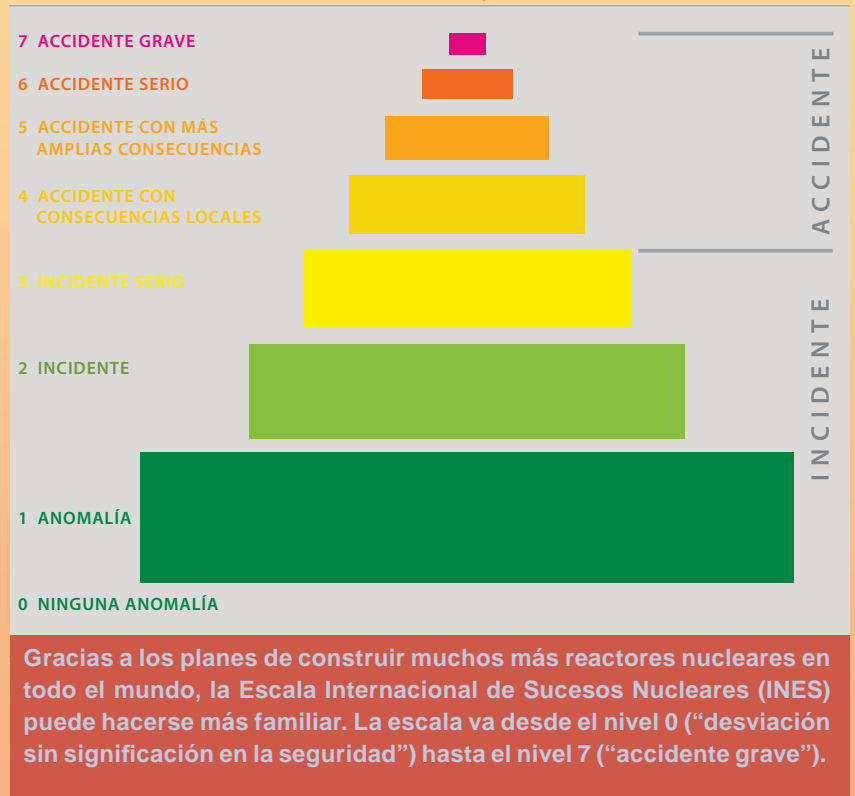 7 ACCIDENTE GRAVE
6 ACCIDENTE SERIO
5 ACCIDENTE CON MÁS
AMPLIAS CONSECUENCIAS
4 ACCIDENTE CON
CONSECUENCIAS LOCALES
3 INCIDENTE SERIO
2 INCIDENTE
1 ANOMALÍA
0 NINGUNA ANOMALÍA
ACCIDENTE
INCIDENTE
Gracias a los planes de construir muchos más reactores nucleares en
todo el mundo, la Escala Internacional de Sucesos Nucleares (INES)
puede hacerse más familiar. La escala va desde el nivel 0 (“desviación
sin significación en la seguridad”) hasta el nivel 7 (“accidente grave”).